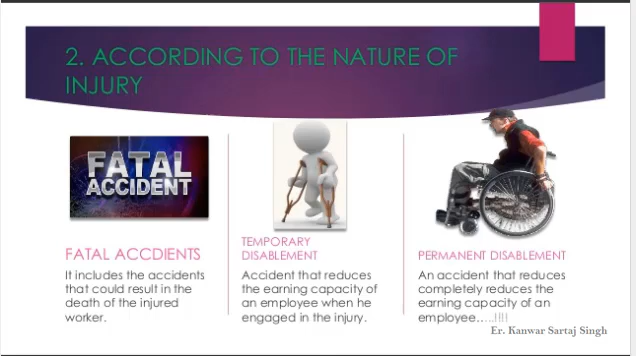 2. ACCORDING TO THE NATURE OF
INJURY
FATAL
ACCIDENT
FATAL ACCDIENTS
It includes the accidents
that could result in the
death of the injured
worker.
TEMPORARY
DISABLEMENT
Accident that reduces
the earning capacity of
an employee when he
engaged in the injury.
PERMANENT DISABLEMENT
An accident that reduces
completely reduces the
earning capacity of an
employee…..!!!!
Er. Kanwar Sartaj Singh